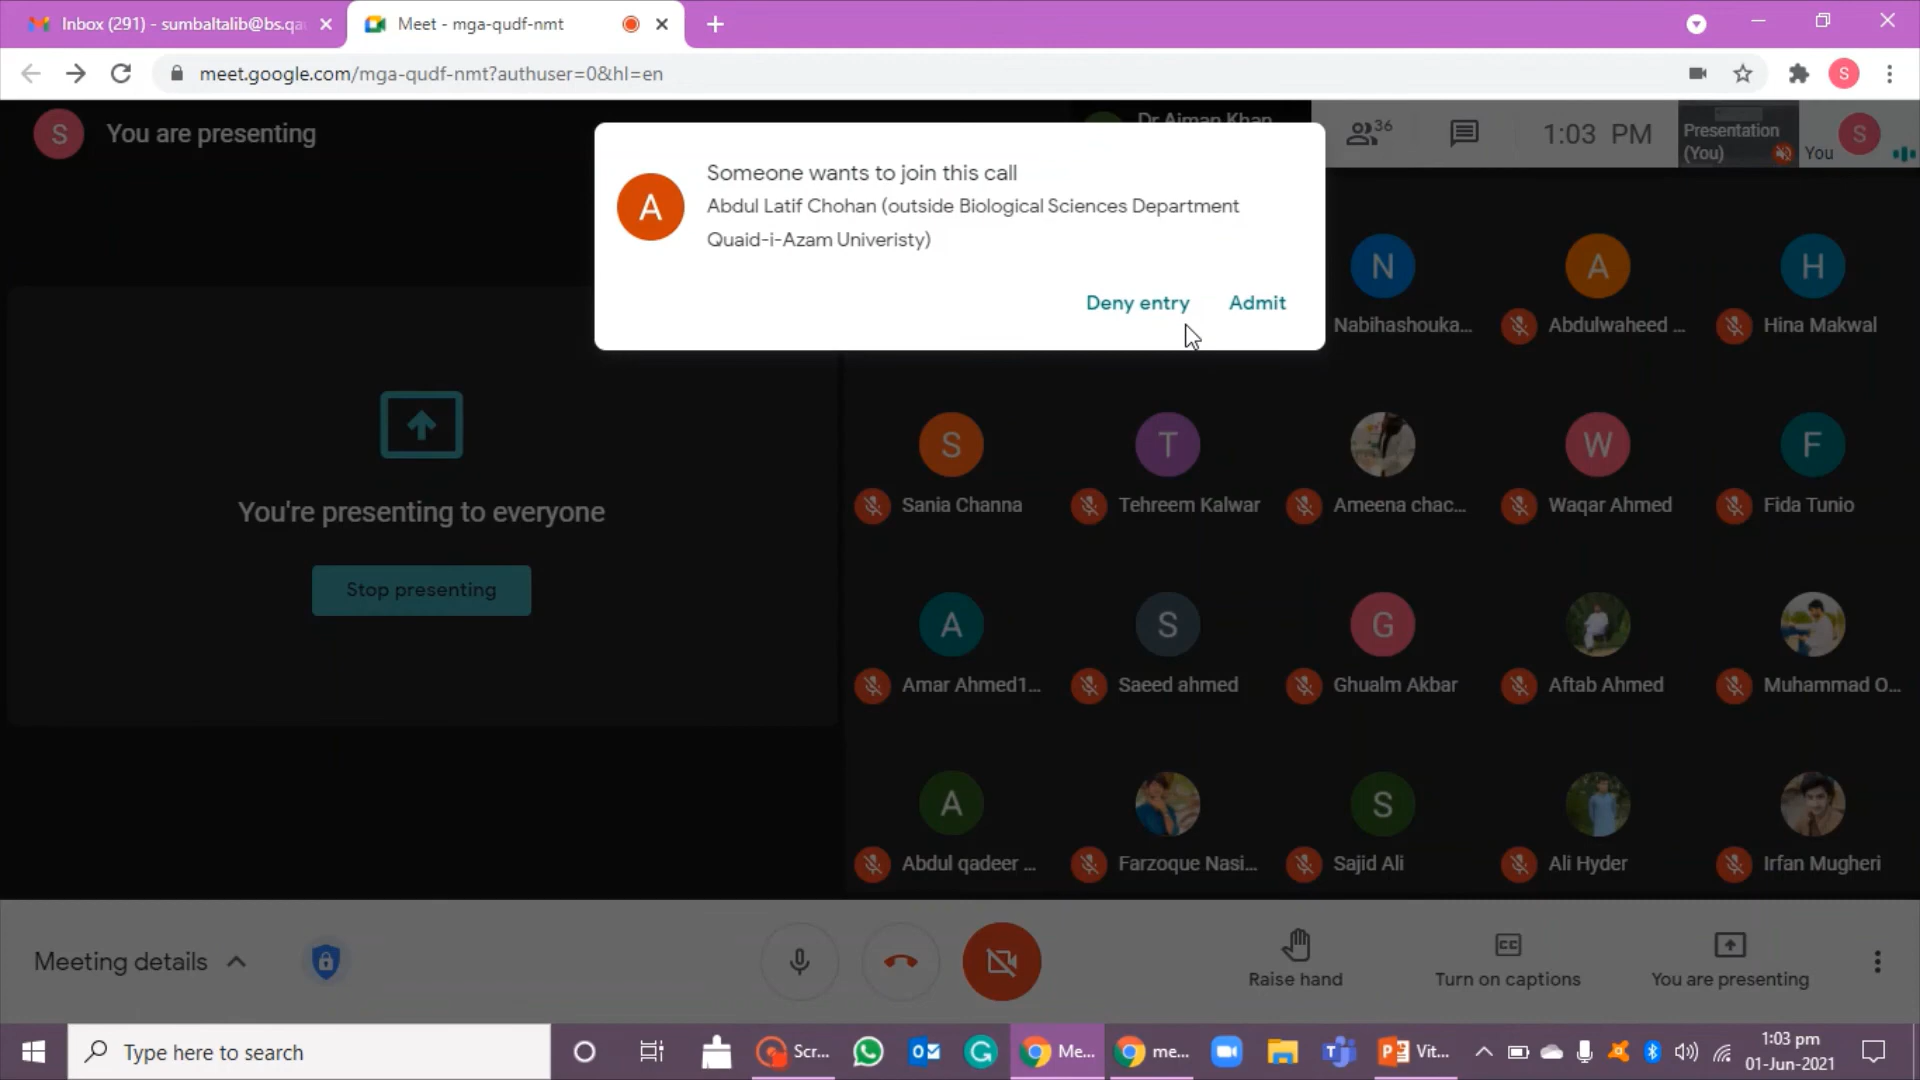 Inbox (291) - sumbaltalib@bs.qau
Meet - mga-qudf-nmt
S
meet.google.com/mga-qudf-nmt?authuser=0&hl=en
S
You are presenting
Dr Aiman Khan
36
1:03 PM
Presentation
(You)
You
S
A
Someone wants to join this call
Abdul Latif Chohan (outside Biological Sciences Department
Quaid-i-Azam Univeristy)
Deny entry
Admit
N
A
H
Nabihashouka...
Abdulwaheed ...
Hina Makwal
You're presenting to everyone
Stop presenting
S
T
W
F
Sania Channa
Tehreem Kalwar
Ameena chac...
Waqar Ahmed
Fida Tunio
A
S
G
Amar Ahmed1...
Saeed ahmed
Ghualm Akbar
Aftab Ahmed
Muhammad O...
A
S
Abdul qadeer ...
Farzoque Nasi...
Sajid Ali
Ali Hyder
Irfan Mugheri
Meeting details
Raise hand
CC
Turn on captions
You are presenting
Type here to search
Scr...
Me...
me...
Vit...
1:03 pm
01-Jun-2021